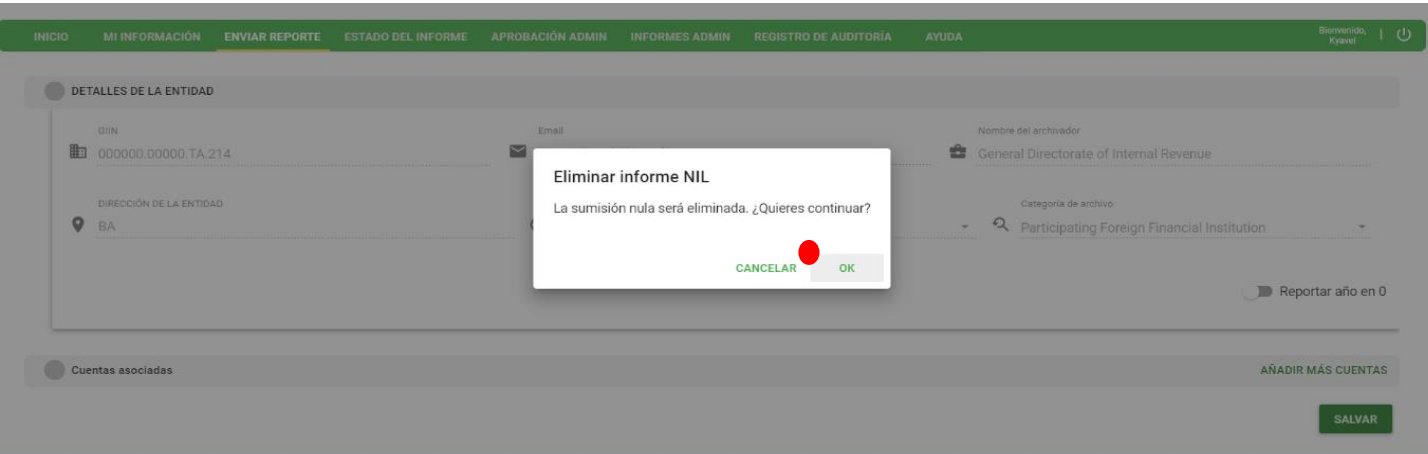 INICIO MI INFORMACIÓN ENVIAR REPORTE ESTADO DEL INFORME APROBACIÓN ADMIN INFORMES ADMIN REGISTRO DE AUDITORÍA AYUDA Bienvenido,
Kyavel
DETALLES DE LA ENTIDAD
GIIN Email Nombre del archivador
000000.00000.TA.214 General Directorate of Internal Revenue
Eliminar informe NIL
La sumisión nula será eliminada. ¿Quieres continuar?
CANCELAR OK
DIRECCIÓN DE LA ENTIDAD Categoría de archivo
BA Participating Foreign Financial Institution
Reportar año en 0
Cuentas asociadas AÑADIR MÁS CUENTAS
SALVAR